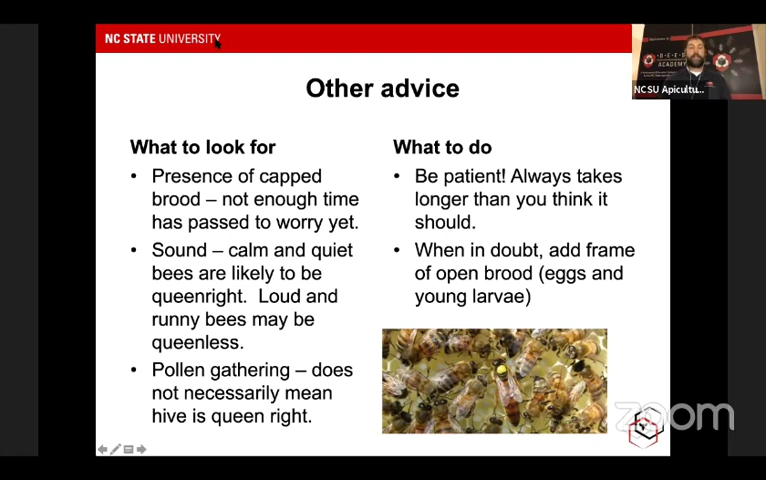 NC STATE UNIVERSITY
BEES
ACADEMY
NCSU Apicultu...
Other advice
What to look for
• Presence of capped
brood – not enough time
has passed to worry yet.
• Sound – calm and quiet
bees are likely to be
queenright. Loud and
runny bees may be
queenless.
• Pollen gathering – does
not necessarily mean
hive is queen right.
What to do
• Be patient! Always takes
longer than you think it
should.
• When in doubt, add frame
of open brood (eggs and
young larvae)
zoom